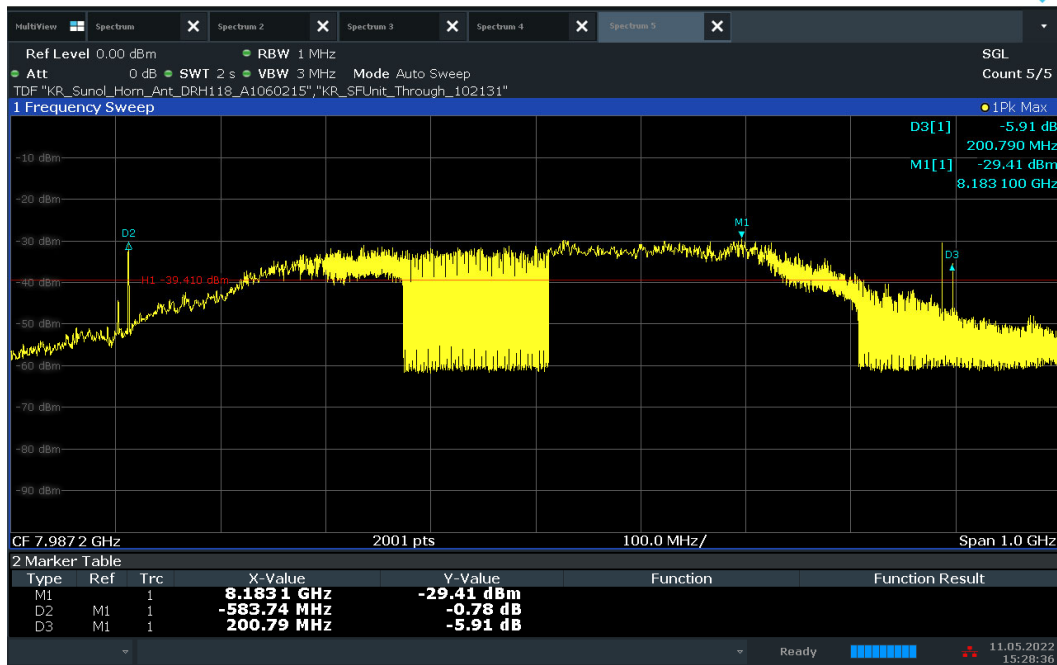 MultiView Spectrum Spectrum 2 Spectrum 3 Spectrum 4 Spectrum 5
Ref Level 0.00 dBm RBW 1 MHz SGL
Att 0 dB SWT 2 s VBW 3 MHz Mode Auto Sweep Count 5/5
TDF "KR_Sunol_Horn_Ant_DRH118_A1060215","KR_SFUnit_Through_102131"
1 Frequency Sweep 1Pk Max
D3[1] -5.91 dB
200.790 MHz
M1[1] -29.41 dBm
8.183 100 GHz
-10 dBm
-20 dBm
M1
D2
-30 dBm
D3
H1 -39.410 dBm
-40 dBm
-50 dBm
-60 dBm
-70 dBm
-80 dBm
-90 dBm
CF 7.9872 GHz 2001 pts 100.0 MHz/ Span 1.0 GHz
2 Marker Table
Type Ref Trc X-Value Y-Value Function Function Result
M1 1 8.1831 GHz -29.41 dBm
D2 M1 1 -583.74 MHz -0.78 dB
D3 M1 1 200.79 MHz -5.91 dB
Ready 11.05.2022
15:28:36